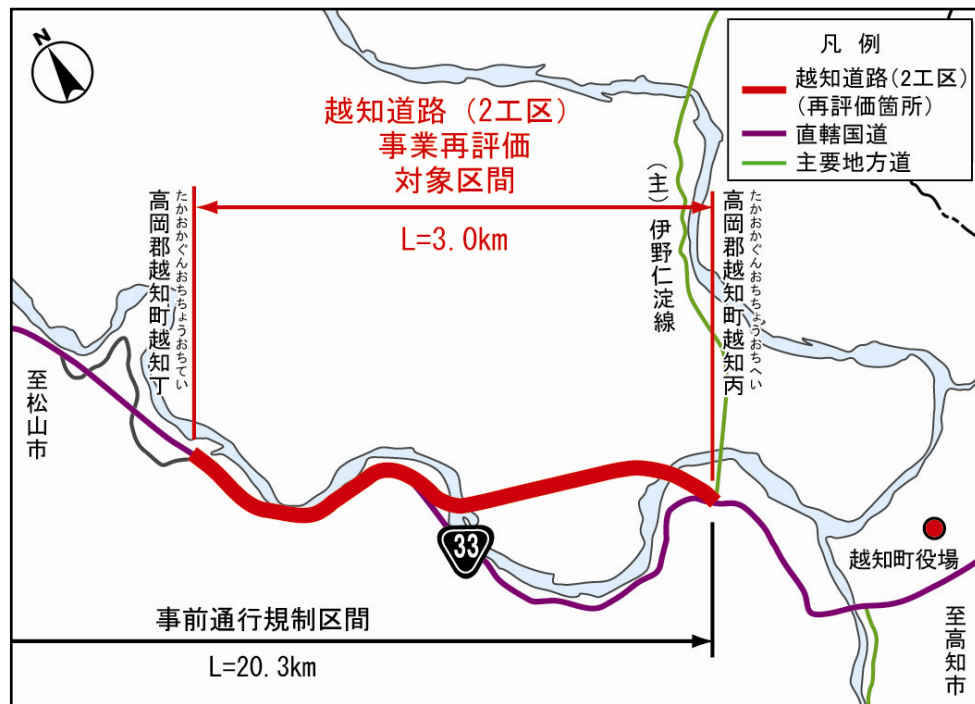 N
凡 例
越知道路(2工区)
(再評価箇所)
直轄国道
主要地方道
越知道路(2工区)
事業再評価
対象区間
L=3.0km
高岡郡越知町越知丁
たかおかぐんおちちょうおちてい
(主)伊野仁淀線
高岡郡越知町越知丙
たかおかぐんおちちょうおちへい
至松山市
33
越知町役場
事前通行規制区間
L=20.3km
至高知市